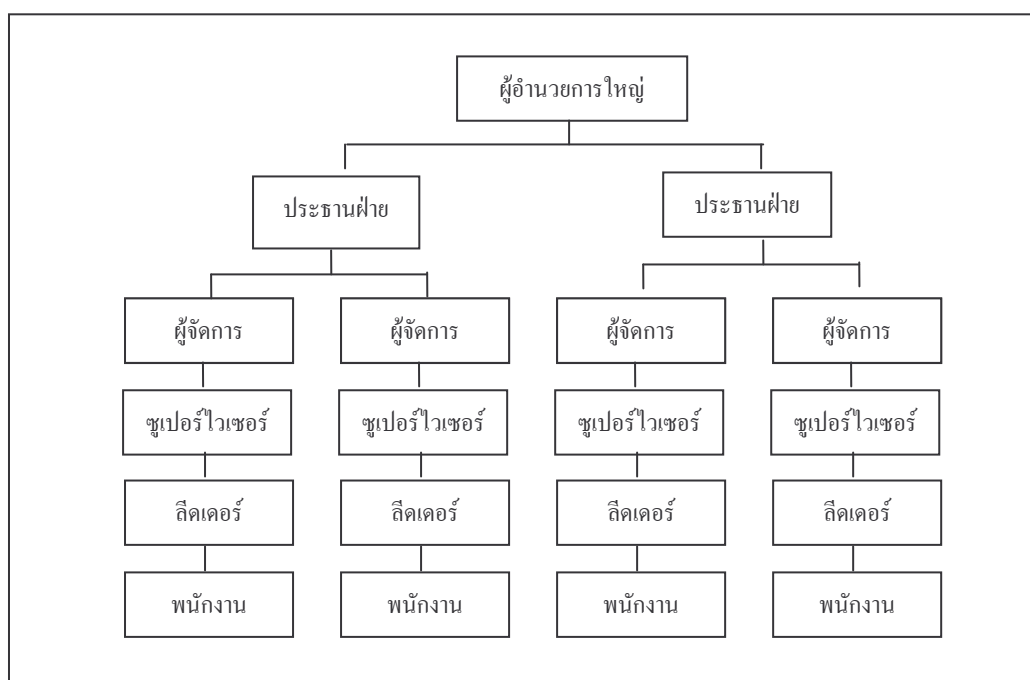 ผู้อำนวยการใหญ่
ประธานฝ่าย ประธานฝ่าย
ผู้จัดการ ผู้จัดการ ผู้จัดการ ผู้จัดการ
ซูเปอร์ไวเซอร์ ซูเปอร์ไวเซอร์ ซูเปอร์ไวเซอร์ ซูเปอร์ไวเซอร์
ลีดเดอร์ ลีดเดอร์ ลีดเดอร์ ลีดเดอร์
พนักงาน พนักงาน พนักงาน พนักงาน